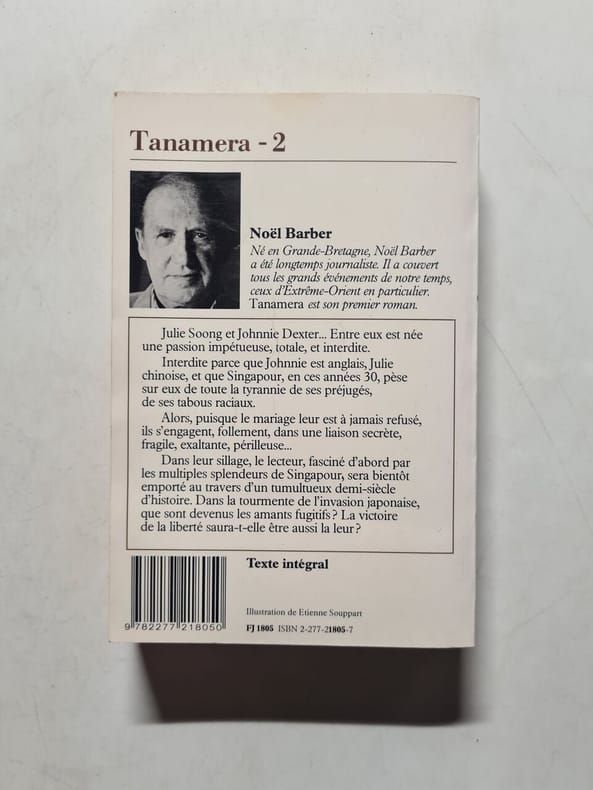 Tanamera - 2
Noël Barber
Né en Grande-Bretagne, Noël Barber
a été longtemps journaliste. Il a couvert
tous les grands événements de notre temps,
ceux d'Extrême-Orient en particulier.
Tanamera est son premier roman.
Julie Soong et Johnnie Dexter... Entre eux est née
une passion impétueuse, totale, et interdite.
Interdite parce que Johnnie est anglais, Julie
chinoise, et que Singapour, en ces années 30, pèse
sur eux de toute la tyrannie de ses préjugés,
de ses tabous raciaux.
Alors, puisque le mariage leur est à jamais refusé,
ils s'engagent, follement, dans une liaison secrète,
fragile, exaltante, périlleuse...
Dans leur sillage, le lecteur, fasciné d'abord par
les multiples splendeurs de Singapour, sera bientôt
emporté au travers d'un tumultueux demi-siècle
d'histoire. Dans la tourmente de l'invasion japonaise,
que sont devenus les amants fugitifs ? La victoire
de la liberté saura-t-elle être aussi la leur ?
Texte intégral
Illustration de Etienne Souppart
FJ 1805 ISBN 2-277-21805-7
9 782277 218050